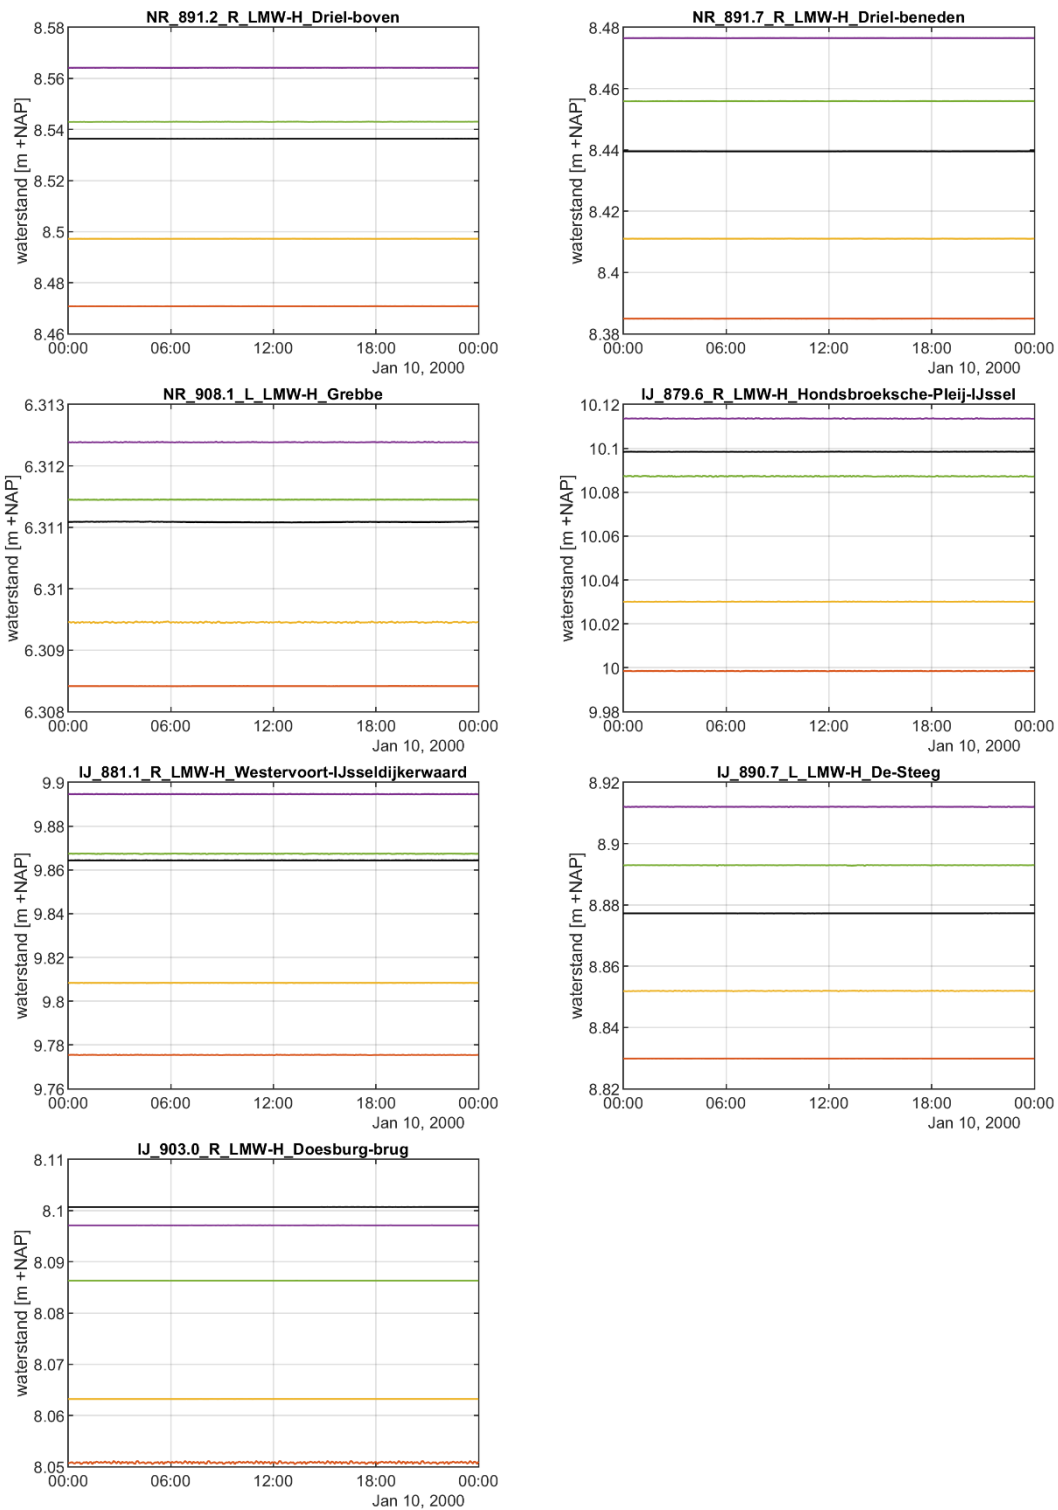 NR_891.2_R_LMW-H_Driel-boven
8.58
8.56
8.54
8.52
8.5
8.48
8.46
waterstand [m +NAP]
00:00 06:00 12:00 18:00 00:00
Jan 10, 2000
NR_891.7_R_LMW-H_Driel-beneden
8.48
8.46
8.44
8.42
8.4
8.38
waterstand [m +NAP]
00:00 06:00 12:00 18:00 00:00
Jan 10, 2000
NR_908.1_L_LMW-H_Grebbe
6.313
6.312
6.311
6.31
6.309
6.308
waterstand [m +NAP]
00:00 06:00 12:00 18:00 00:00
Jan 10, 2000
IJ_879.6_R_LMW-H_Hondsbroeksche-Pleij-IJssel
10.12
10.1
10.08
10.06
10.04
10.02
10
9.98
waterstand [m +NAP]
00:00 06:00 12:00 18:00 00:00
Jan 10, 2000
IJ_881.1_R_LMW-H_Westervoort-IJsseldijkerwaard
9.9
9.88
9.86
9.84
9.82
9.8
9.78
9.76
waterstand [m +NAP]
00:00 06:00 12:00 18:00 00:00
Jan 10, 2000
IJ_890.7_L_LMW-H_De-Steeg
8.92
8.9
8.88
8.86
8.84
8.82
waterstand [m +NAP]
00:00 06:00 12:00 18:00 00:00
Jan 10, 2000
IJ_903.0_R_LMW-H_Doesburg-brug
8.11
8.1
8.09
8.08
8.07
8.06
8.05
waterstand [m +NAP]
00:00 06:00 12:00 18:00 00:00
Jan 10, 2000